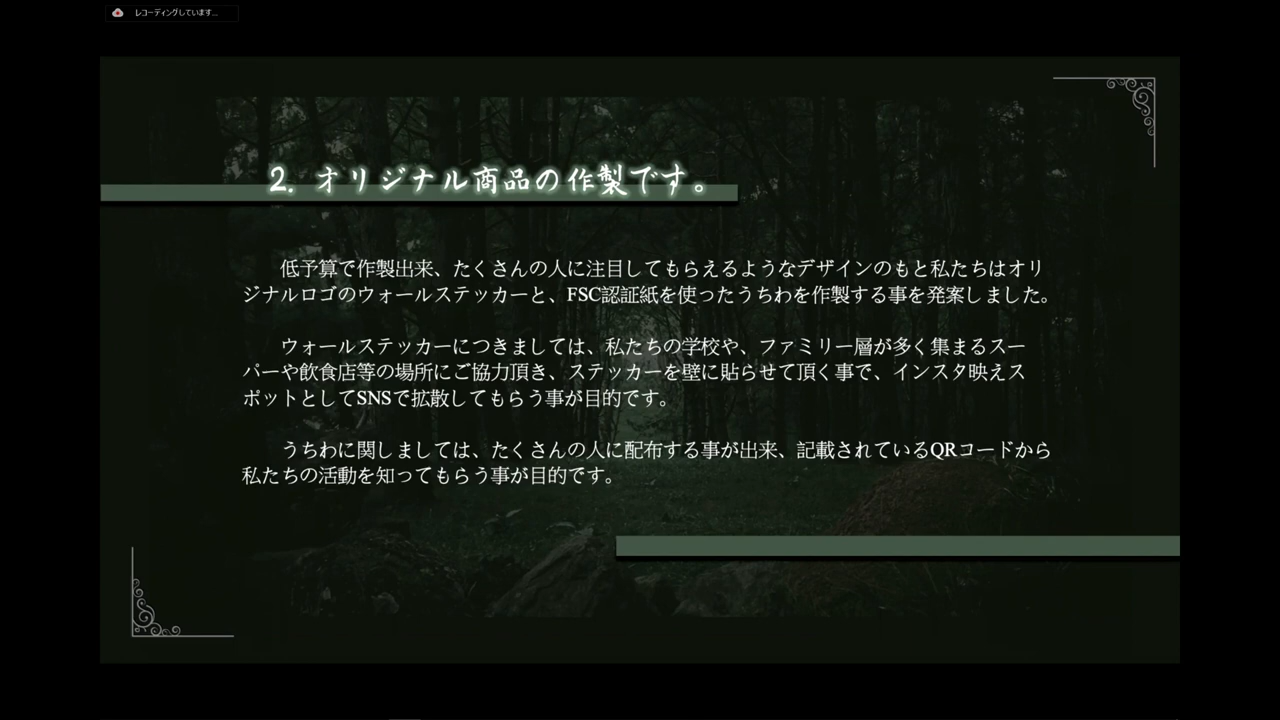 レコーディングしています...
2. オリジナル商品の作製です。
低予算で作製出来、たくさんの人に注目してもらえるようなデザインのもと私たちはオリ
ジナルロゴのウォールステッカーと、FSC認証紙を使ったうちわを作製する事を発案しました。
ウォールステッカーにつきましては、私たちの学校や、ファミリー層が多く集まるスー
パーや飲食店等の場所にご協力頂き、ステッカーを壁に貼らせて頂く事で、インスタ映えス
ポットとしてSNSで拡散してもらう事が目的です。
うちわに関しましては、たくさんの人に配布する事が出来、記載されているQRコードから
私たちの活動を知ってもらう事が目的です。